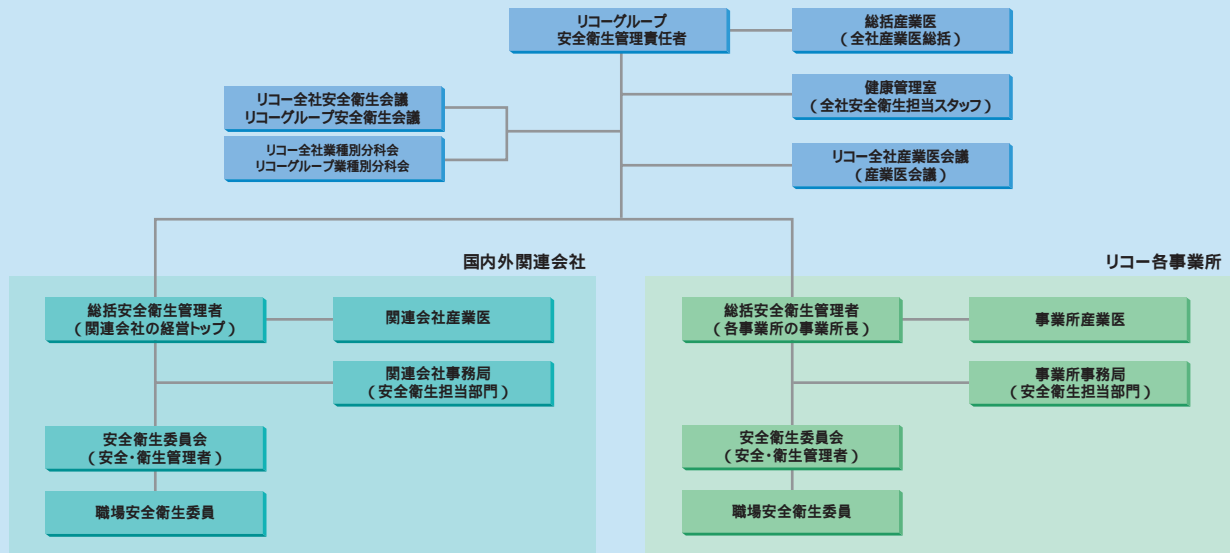 リコーグループ
安全衛生管理責任者
総括産業医
(全社産業医総括)
健康管理室
(全社安全衛生担当スタッフ)
リコー全社安全衛生会議
リコーグループ安全衛生会議
リコー全社業種別分科会
リコーグループ業種別分科会
リコー全社産業医会議
(産業医会議)
国内外関連会社
総括安全衛生管理者
(関連会社の経営トップ)
関連会社産業医
関連会社事務局
(安全衛生担当部門)
安全衛生委員会
(安全・衛生管理者)
職場安全衛生委員
リコー各事業所
総括安全衛生管理者
(各事業所の事業所長)
事業所産業医
事業所事務局
(安全衛生担当部門)
安全衛生委員会
(安全・衛生管理者)
職場安全衛生委員